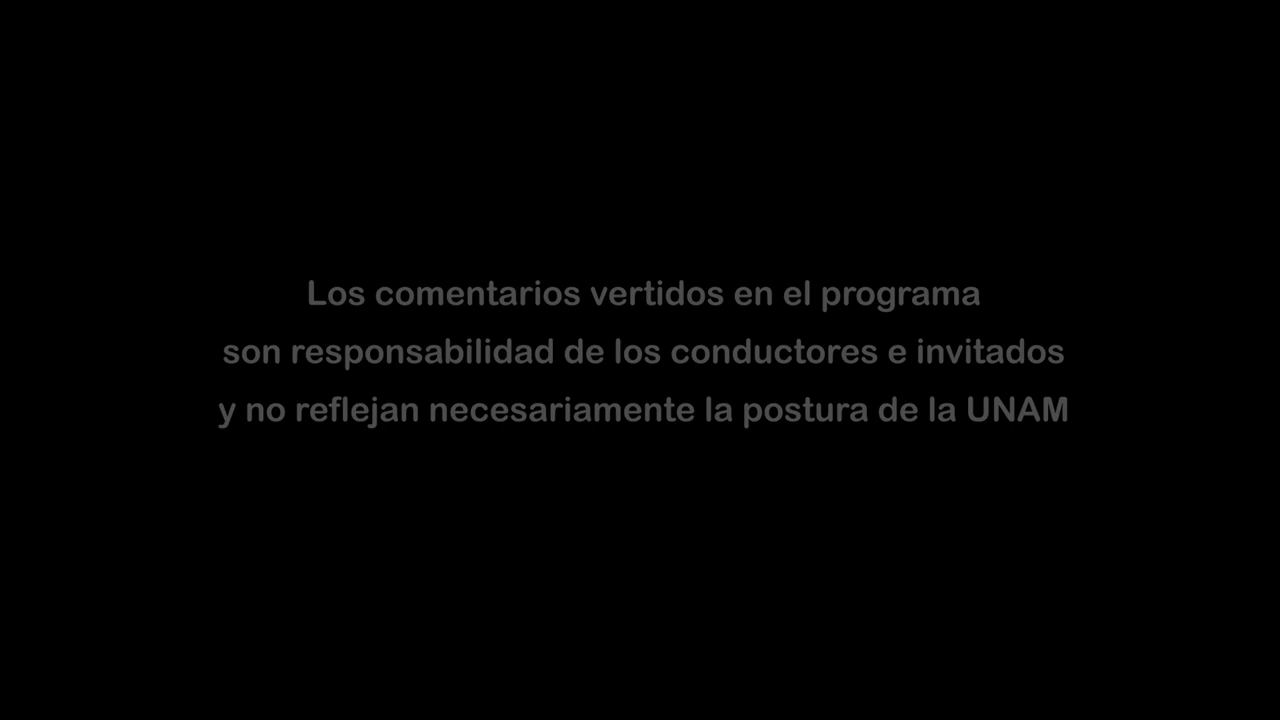 Los comentarios vertidos en el programa
son responsabilidad de los conductores e invitados
y no reflejan necesariamente la postura de la UNAM